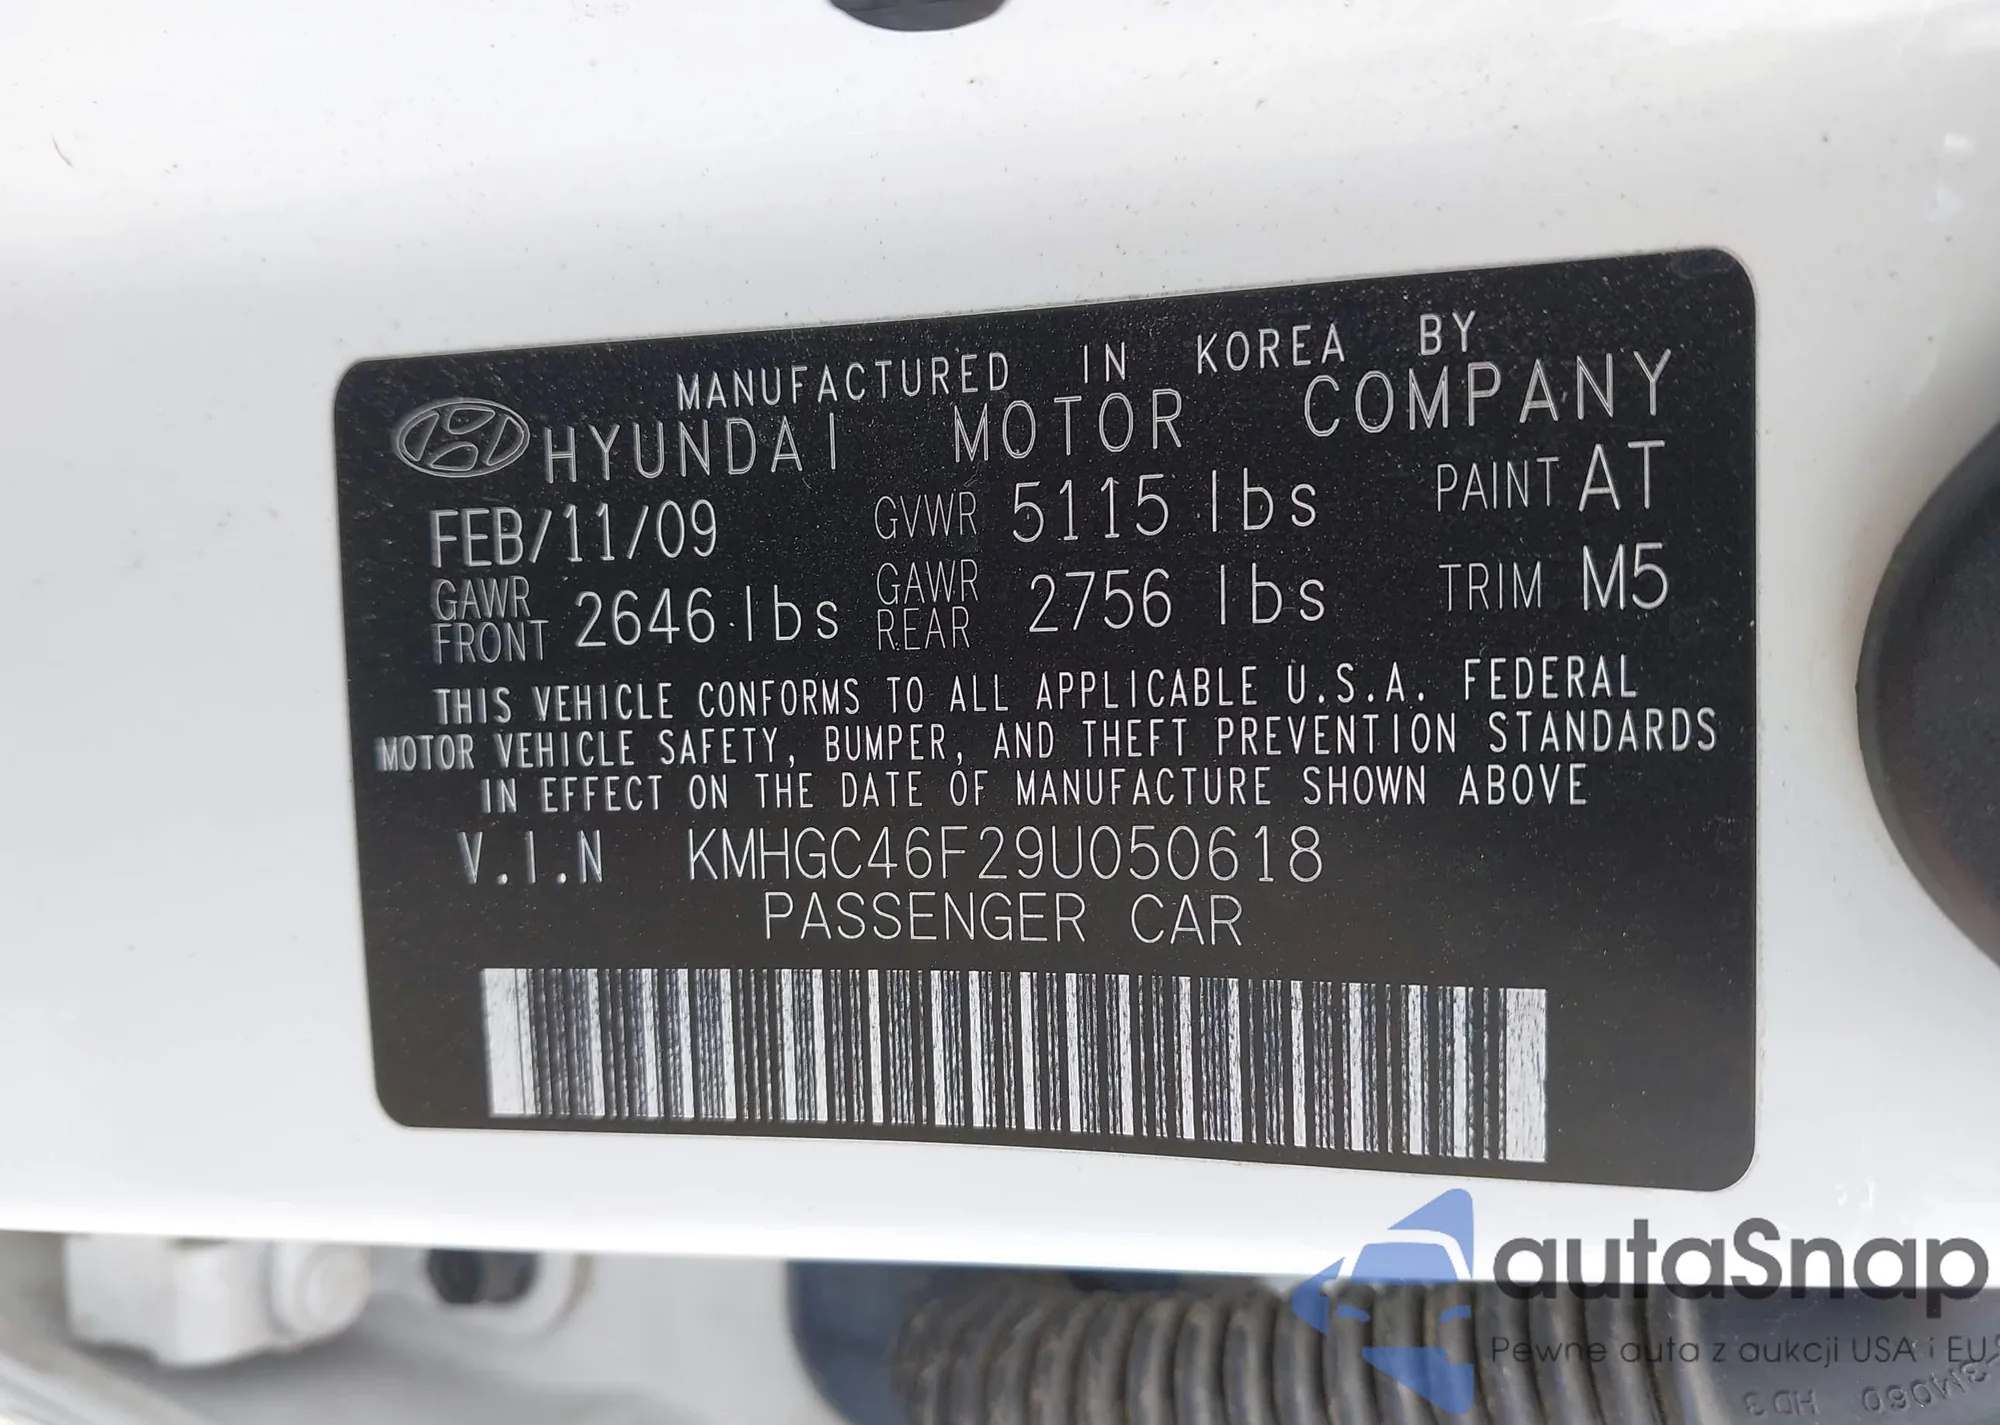 MANUFACTURED IN KOREA BY
HYUNDAI MOTOR COMPANY
FEB/11/09 GVWR 5115 lbs PAINT AT
GAWR FRONT 2646 lbs GAWR REAR 2756 lbs TRIM M5
THIS VEHICLE CONFORMS TO ALL APPLICABLE U.S.A. FEDERAL
MOTOR VEHICLE SAFETY, BUMPER, AND THEFT PREVENTION STANDARDS
IN EFFECT ON THE DATE OF MANUFACTURE SHOWN ABOVE
V.I.N KMHGC46F29U050618
PASSENGER CAR
autaSnap
Pewne auta z aukcji USA i EU